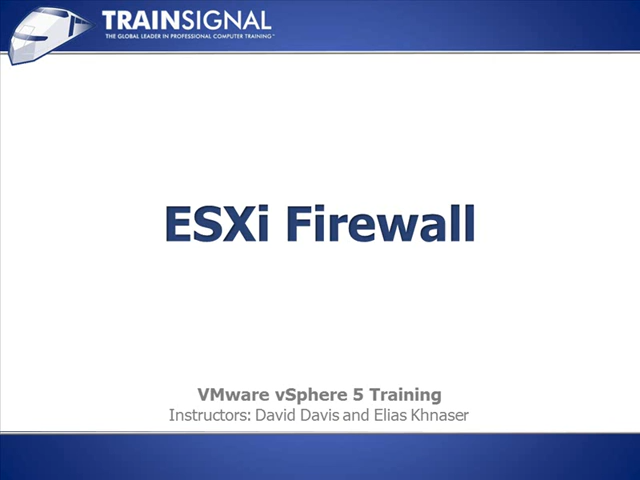 TRAINSIGNAL
THE GLOBAL LEADER IN PROFESSIONAL COMPUTER TRAINING
ESXi Firewall
VMware vSphere 5 Training
Instructors: David Davis and Elias Khnaser